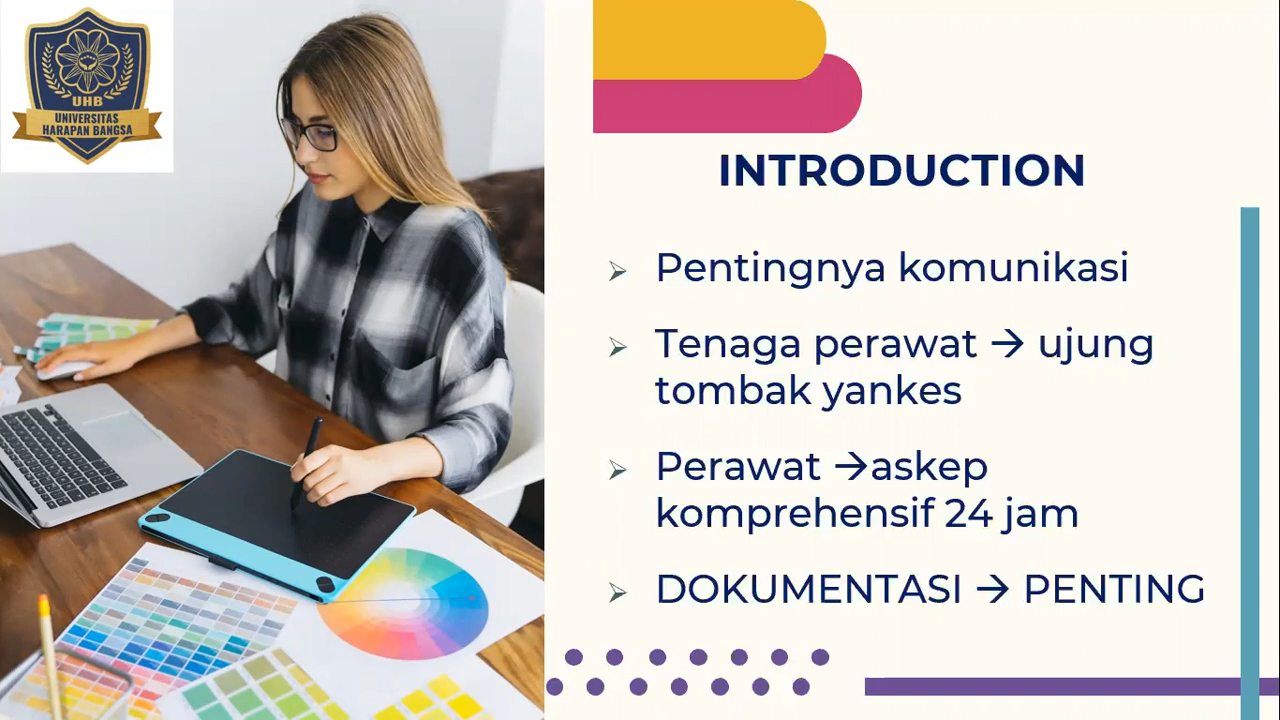 UHB
UNIVERSITAS
HARAPAN BANGSA
INTRODUCTION
➢ Pentingnya komunikasi
➢ Tenaga perawat → ujung
tombak yankes
➢ Perawat →askep
komprehensif 24 jam
➢ DOKUMENTASI → PENTING